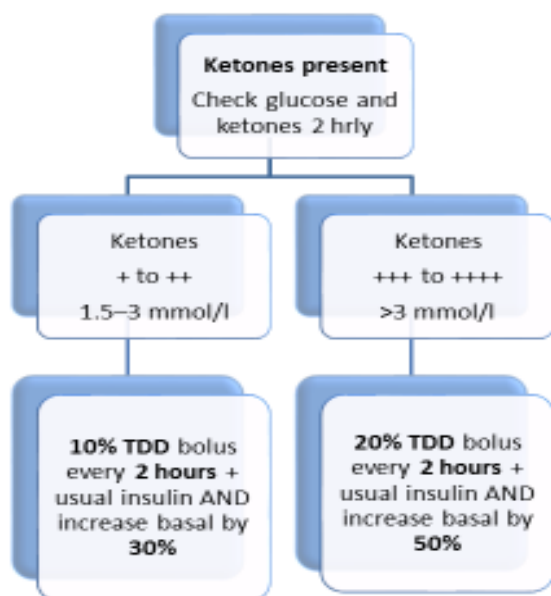 Ketones present
Check glucose and
ketones 2 hrly
Ketones
+ to ++
1.5–3 mmol/l
Ketones
+++ to ++++
>3 mmol/l
10% TDD bolus
every 2 hours +
usual insulin AND
increase basal by
30%
20% TDD bolus
every 2 hours +
usual insulin AND
increase basal by
50%